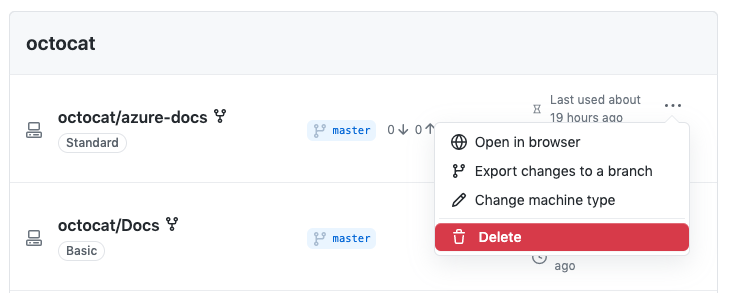 octocat
octocat/azure-docs
Standard
master
0 0
Last used about
19 hours ago
Open in browser
Export changes to a branch
Change machine type
Delete
octocat/Docs
Basic
master
ago